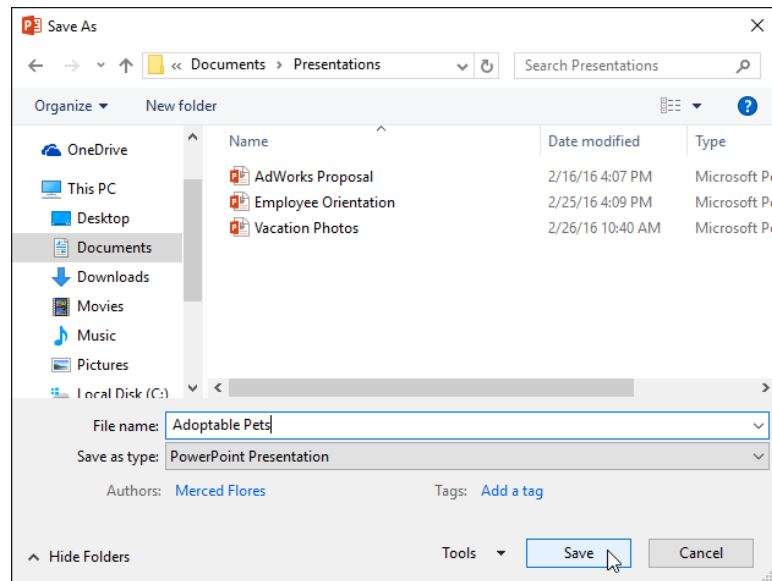 Save As
« Documents › Presentations
Search Presentations
Organize
New folder
?
Name
Date modified
Type
OneDrive
This PC
Desktop
Documents
Downloads
Movies
Music
Pictures
Local Disk (C:)
AdWorks Proposal 2/16/16 4:07 PM Microsoft P
Employee Orientation 2/25/16 4:09 PM Microsoft P
Vacation Photos 2/26/16 10:40 AM Microsoft P
File name: Adoptable Pets
Save as type: PowerPoint Presentation
Authors: Merced Flores Tags: Add a tag
Hide Folders Tools Save Cancel